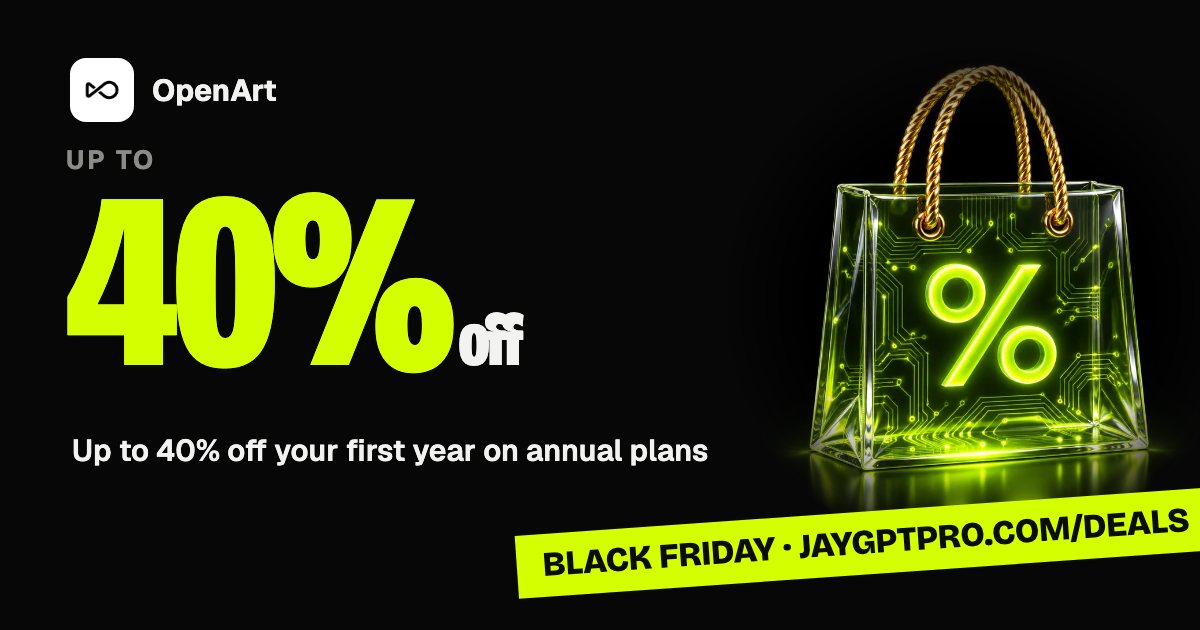 OpenArt
UP TO
40% off
Up to 40% off your first year on annual plans
%
BLACK FRIDAY · JAYGPTPRO.COM/DEALS